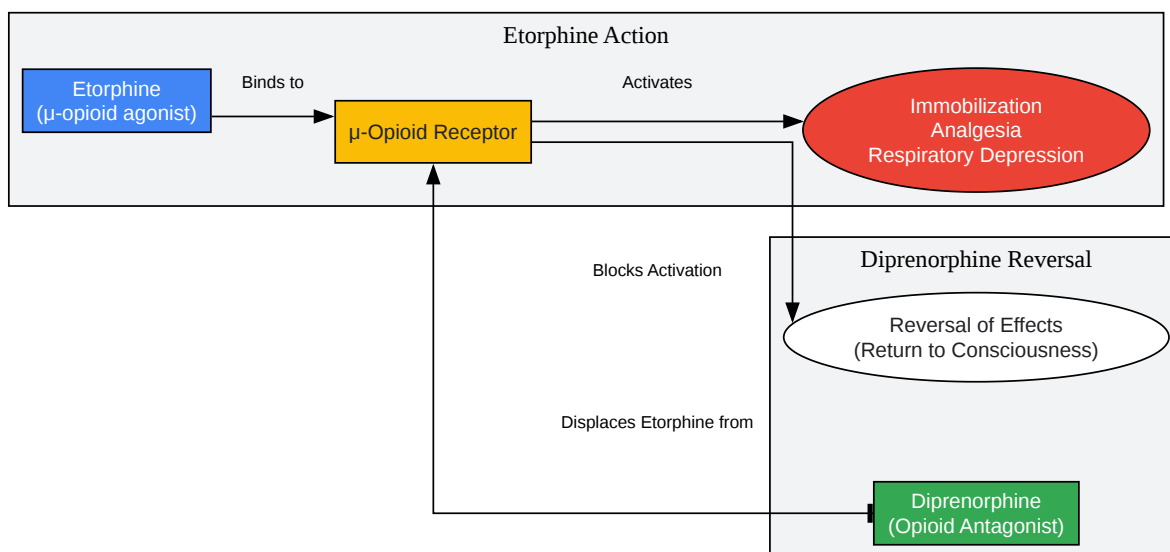 Etorphine Action
Etorphine
(μ-opioid agonist)
Binds to
μ-Opioid Receptor
Activates
Immobilization
Analgesia
Respiratory Depression
Blocks Activation
Diprenorphine Reversal
Reversal of Effects
(Return to Consciousness)
Displaces Etorphine from
Diprenorphine
(Opioid Antagonist)